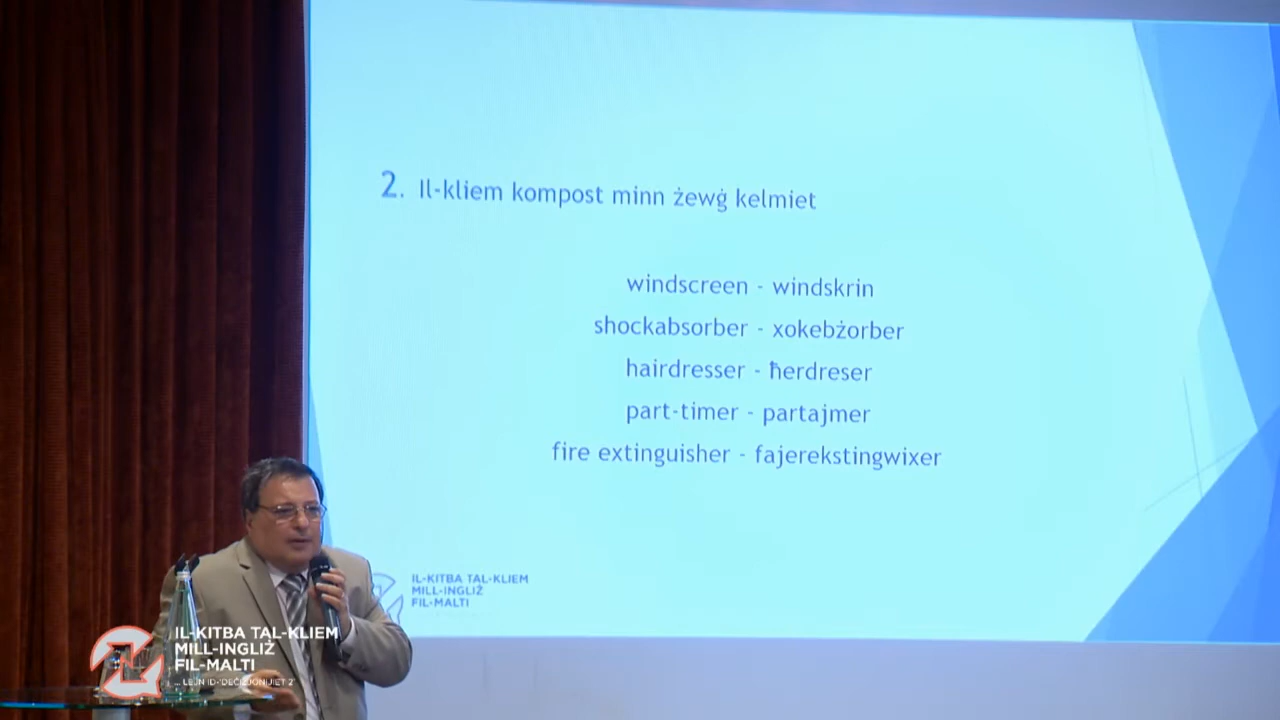 2. Il-kliem kompost minn żewġ kelmiet
windscreen - windskrin
shockabsorber - xokebżorber
hairdresser - ħerdreser
part-timer - partajmer
fire extinguisher - fajerekstingwixer
IL-KITBA TAL-KLIEM
MILL-INGLIŻ
FIL-MALTI
IL-KITBA TAL-KLIEM
MILL-INGLIŻ
FIL-MALTI
... LEJN ID-'DEĊIŻJONIJIET 2'